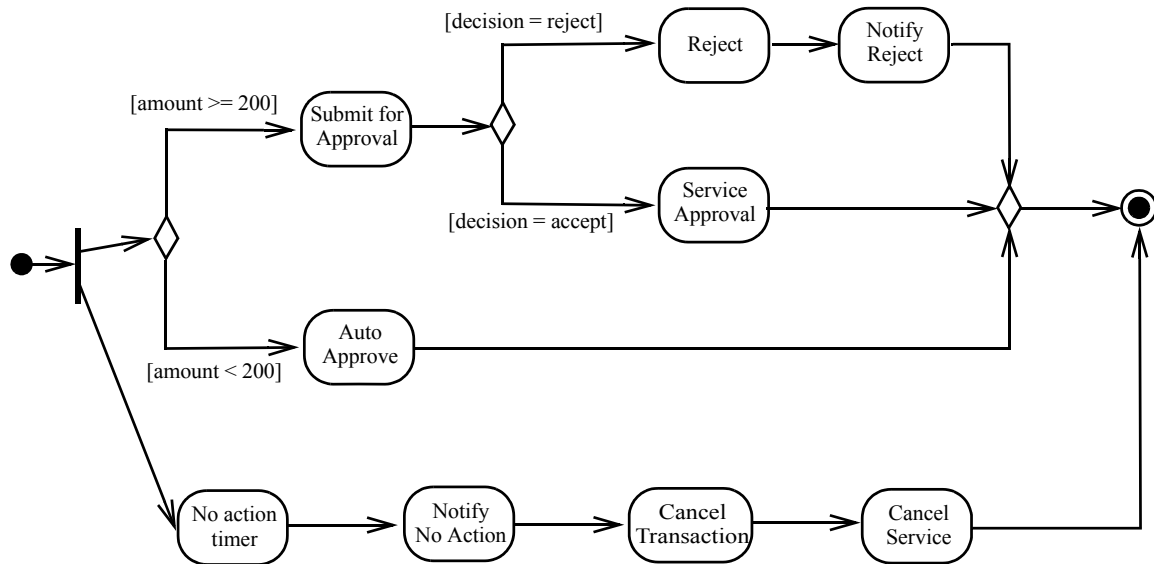 [decision = reject]
Reject
Notify
Reject
[amount >= 200]
Submit for
Approval
[decision = accept]
Service
Approval
[amount < 200]
Auto
Approve
No action
timer
Notify
No Action
Cancel
Transaction
Cancel
Service